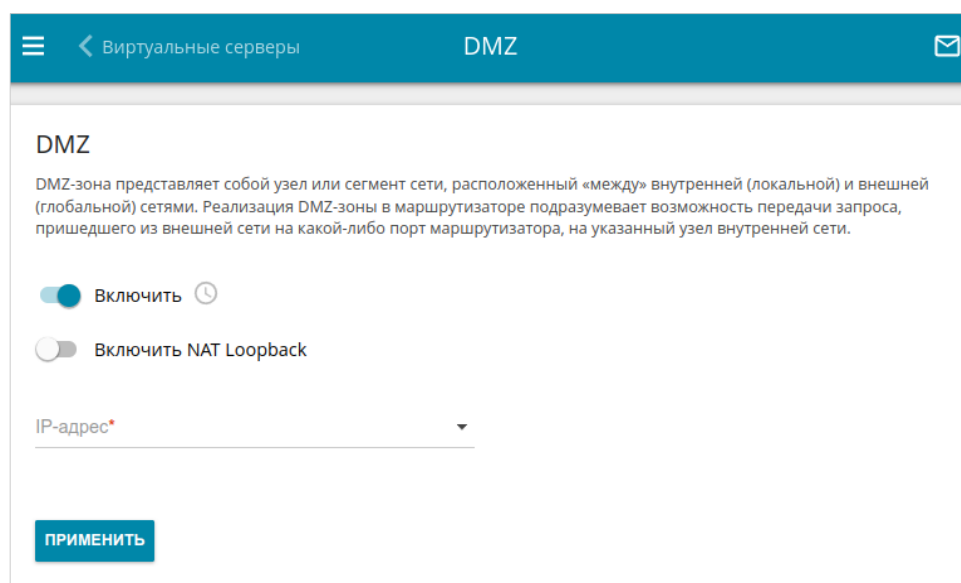 Виртуальные серверы
DMZ
DMZ
DMZ-зона представляет собой узел или сегмент сети, расположенный «между» внутренней (локальной) и внешней
(глобальной) сетями. Реализация DMZ-зоны в маршрутизаторе подразумевает возможность передачи запроса,
пришедшего из внешней сети на какой-либо порт маршрутизатора, на указанный узел внутренней сети.
Включить
Включить NAT Loopback
IP-адрес*
ПРИМЕНИТЬ